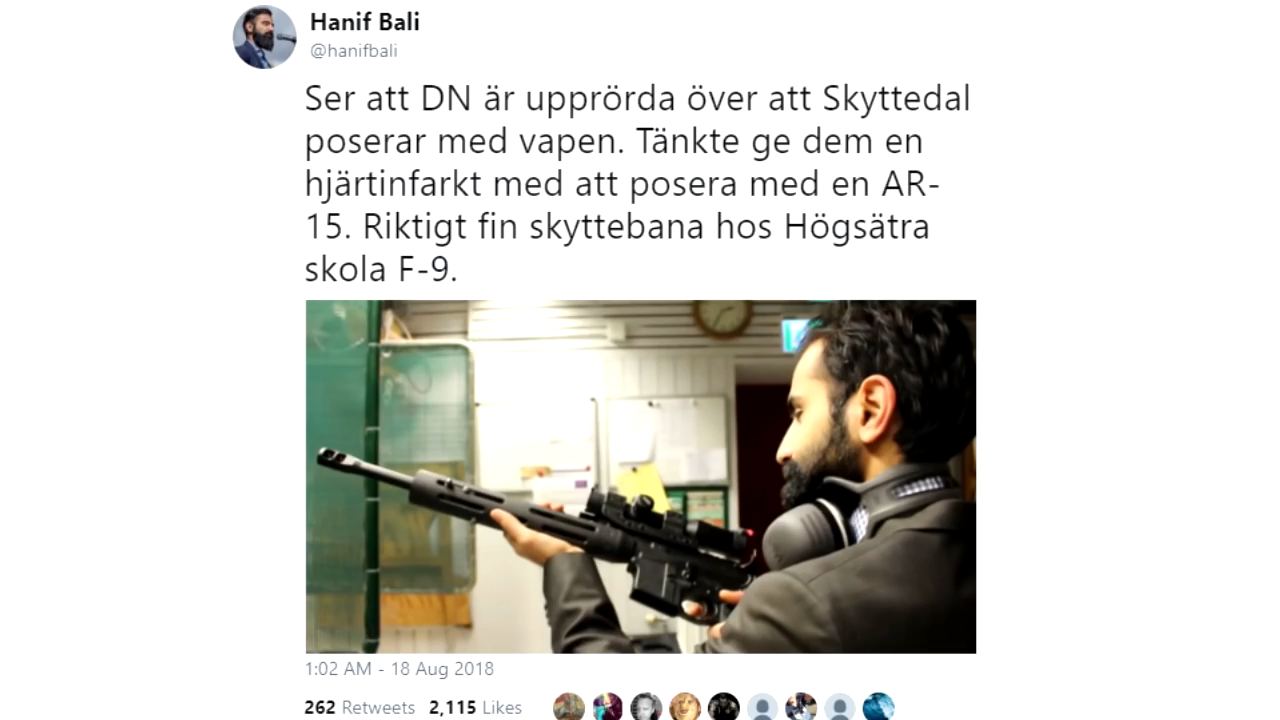 Hanif Bali
@hanifbali
Ser att DN är upprörda över att Skyttedal
poserar med vapen. Tänkte ge dem en
hjärtinfarkt med att posera med en AR-
15. Riktigt fin skyttebana hos Högsätra
skola F-9.
1:02 AM - 18 Aug 2018
262 Retweets 2,115 Likes